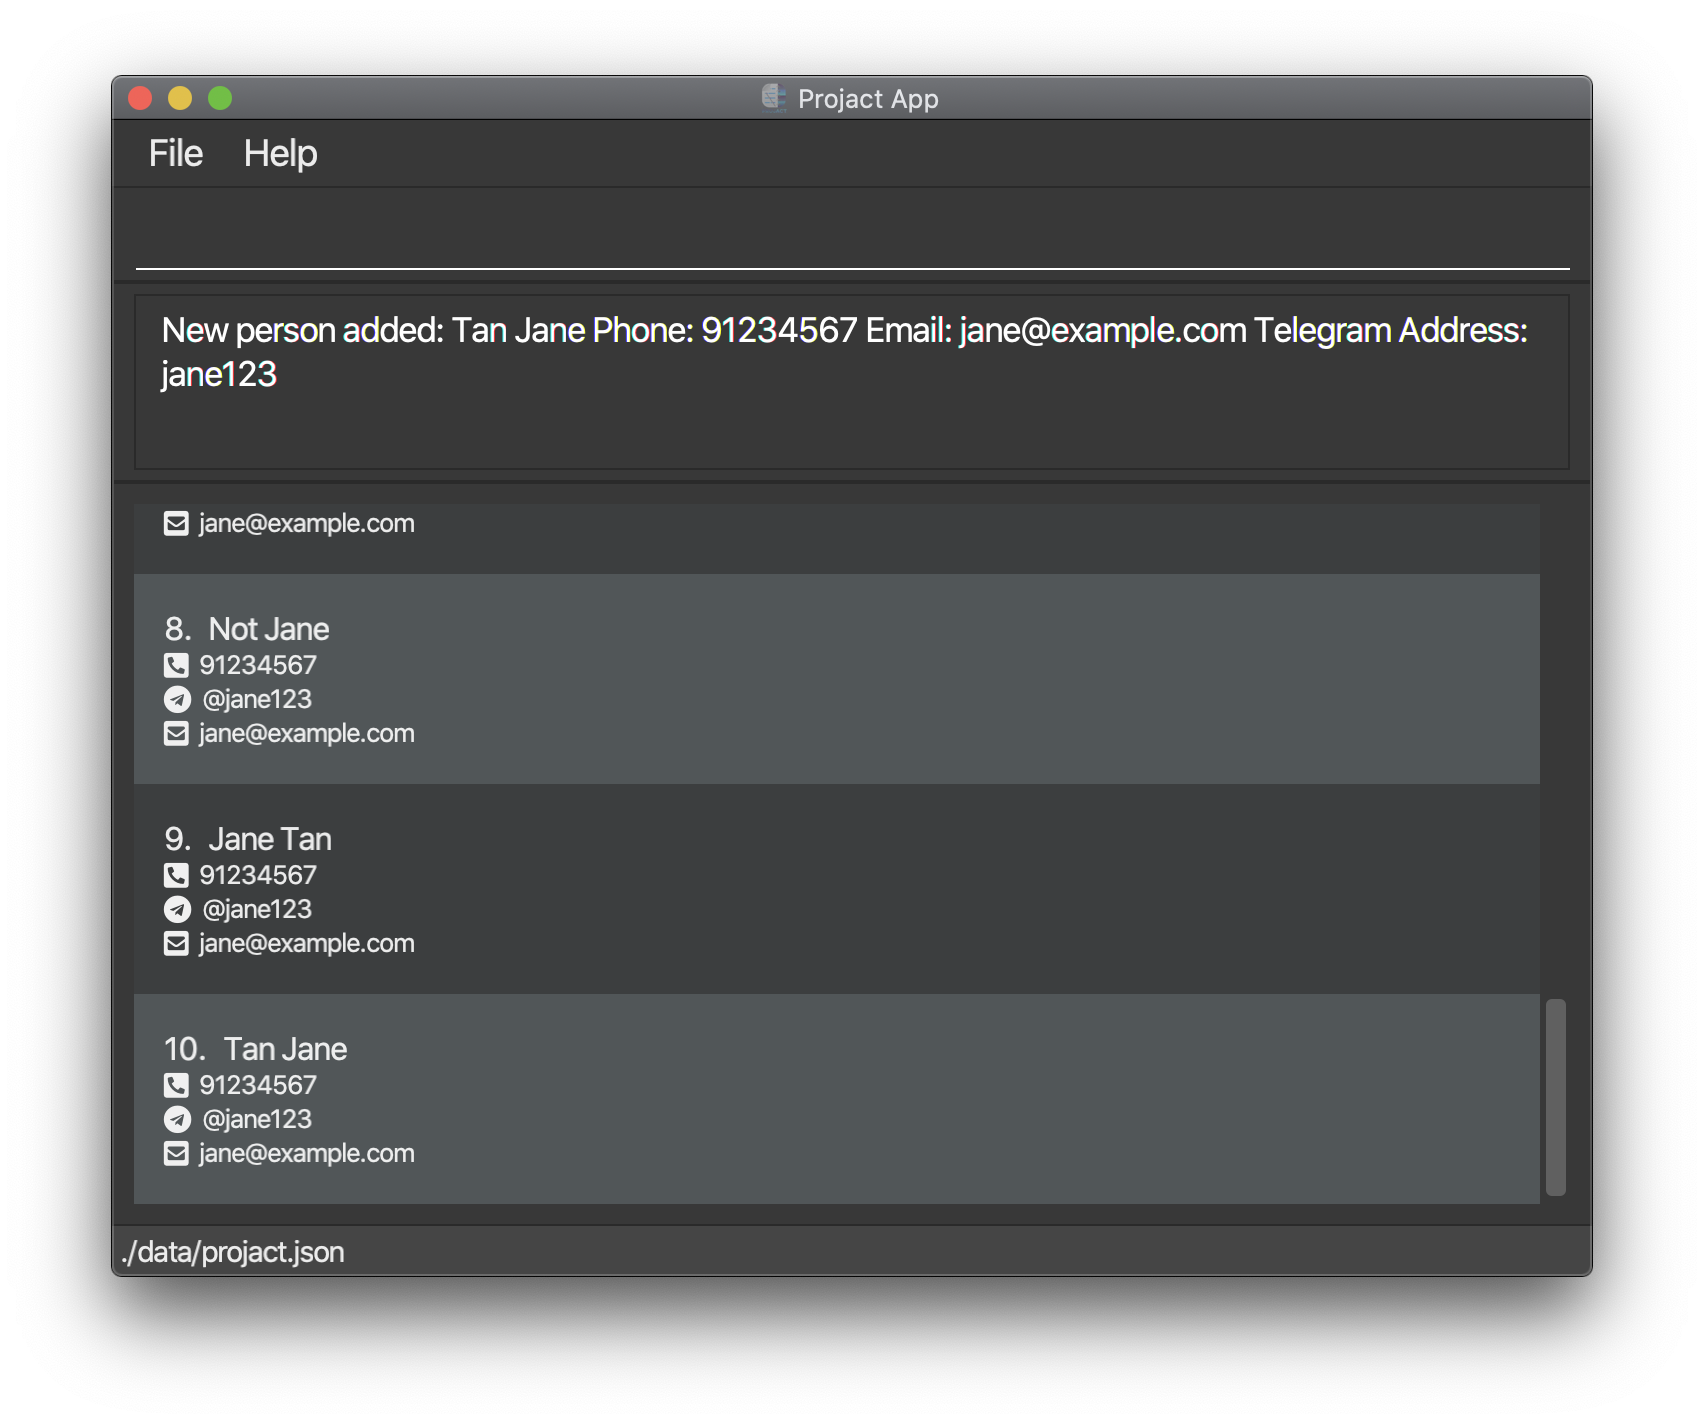 Projact App
File Help
New person added: Tan Jane Phone: 91234567 Email: jane@example.com Telegram Address:
jane123
jane@example.com
8. Not Jane
91234567
@jane123
jane@example.com
9. Jane Tan
91234567
@jane123
jane@example.com
10. Tan Jane
91234567
@jane123
jane@example.com
./data/projact.json